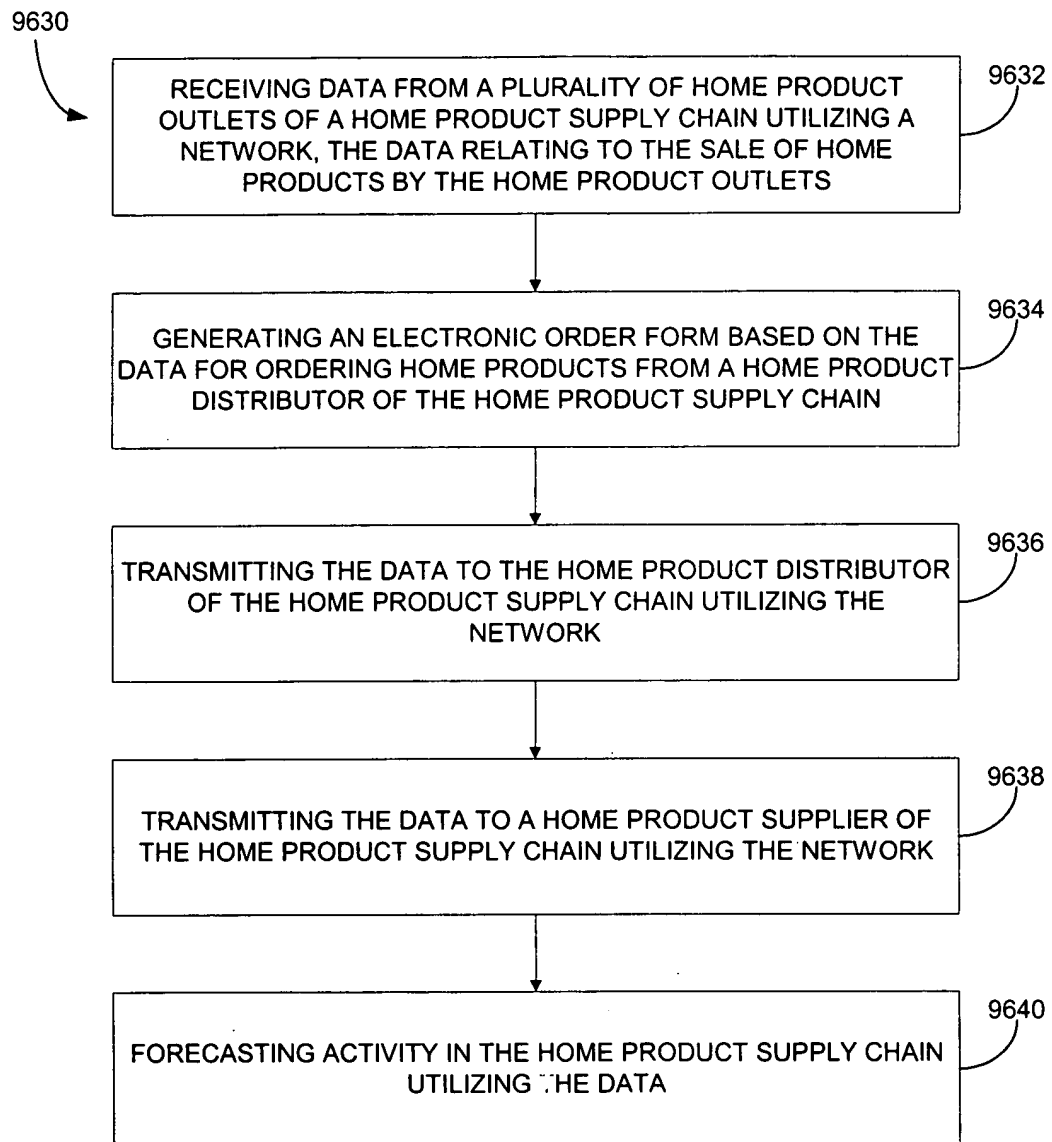 9630
RECEIVING DATA FROM A PLURALITY OF HOME PRODUCT
OUTLETS OF A HOME PRODUCT SUPPLY CHAIN UTILIZING A
NETWORK, THE DATA RELATING TO THE SALE OF HOME
PRODUCTS BY THE HOME PRODUCT OUTLETS
9632
GENERATING AN ELECTRONIC ORDER FORM BASED ON THE
DATA FOR ORDERING HOME PRODUCTS FROM A HOME PRODUCT
DISTRIBUTOR OF THE HOME PRODUCT SUPPLY CHAIN
9634
TRANSMITTING THE DATA TO THE HOME PRODUCT DISTRIBUTOR
OF THE HOME PRODUCT SUPPLY CHAIN UTILIZING THE
NETWORK
9636
TRANSMITTING THE DATA TO A HOME PRODUCT SUPPLIER OF
THE HOME PRODUCT SUPPLY CHAIN UTILIZING THE NETWORK
9638
FORECASTING ACTIVITY IN THE HOME PRODUCT SUPPLY CHAIN
UTILIZING THE DATA
9640